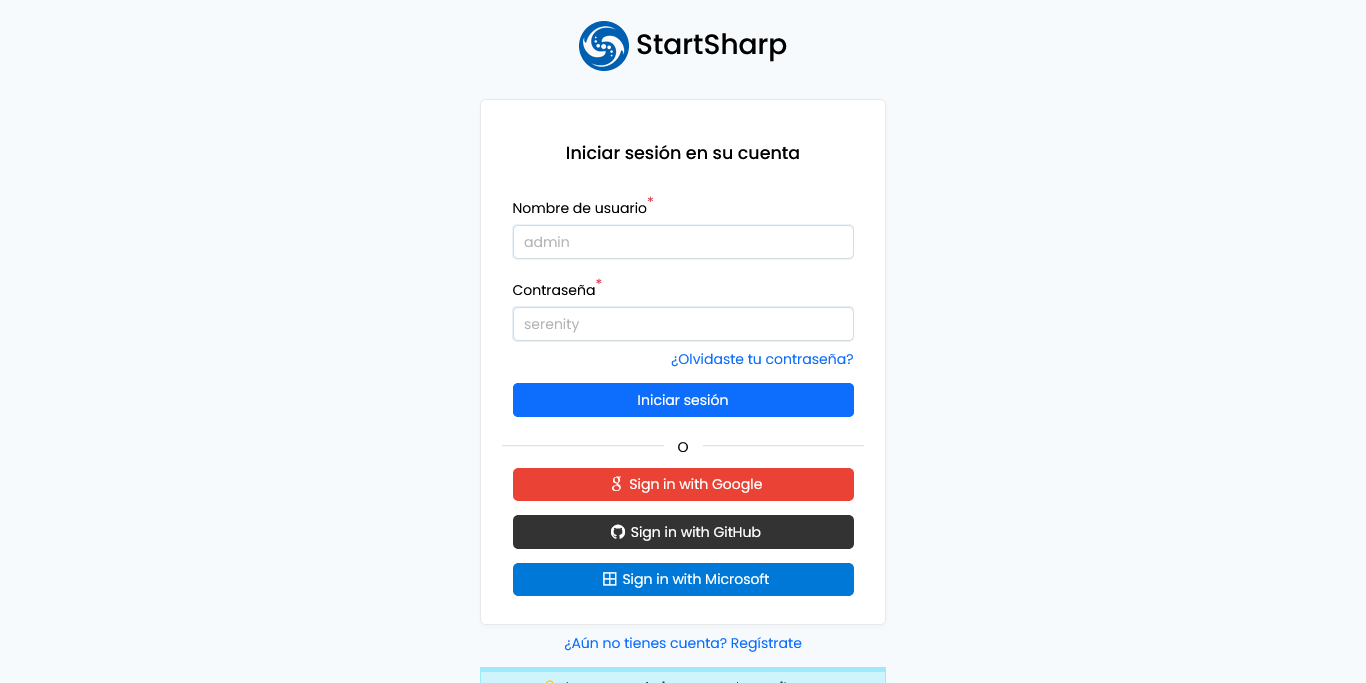 StartSharp
Iniciar sesión en su cuenta
Nombre de usuario*
admin
Contraseña*
serenity
¿Olvidaste tu contraseña?
Iniciar sesión
O
Sign in with Google
Sign in with GitHub
Sign in with Microsoft
¿Aún no tienes cuenta? Regístrate